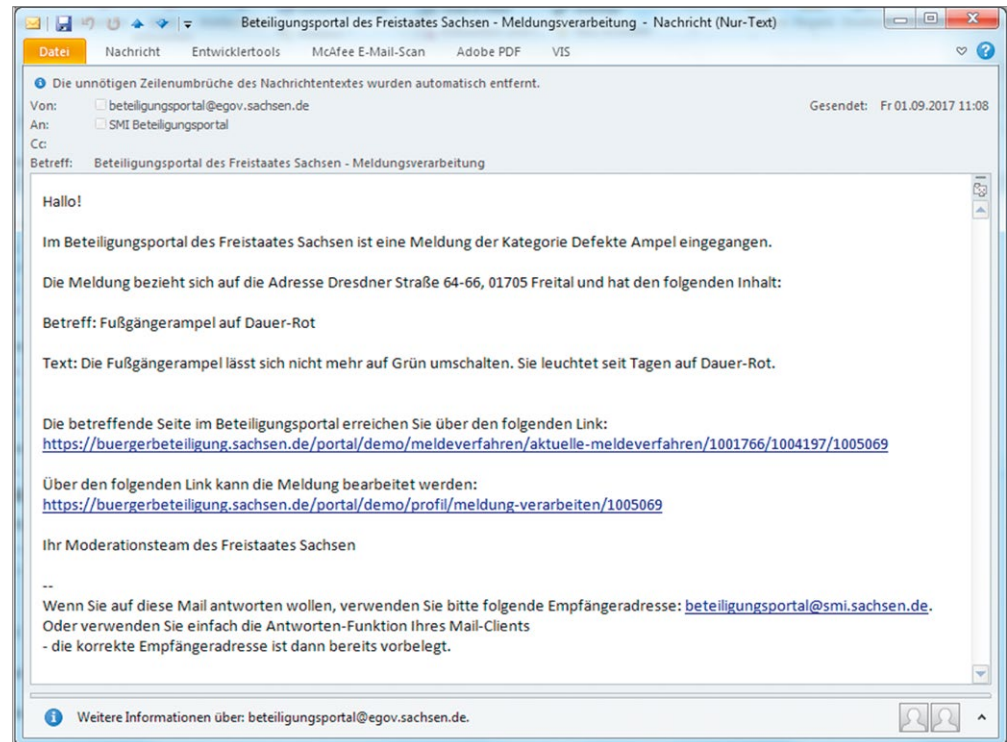 Beteiligungsportal des Freistaates Sachsen - Meldungsverarbeitung - Nachricht (Nur-Text)
Datei Nachricht Entwicklertools McAfee E-Mail-Scan Adobe PDF VIS
Die unnötigen Zeilenumbrüche des Nachrichtentextes wurden automatisch entfernt.
Von: beteiligungsportal@egov.sachsen.de Gesendet: Fr 01.09.2017 11:08
An: SMI Beteiligungsportal
Cc:
Betreff: Beteiligungsportal des Freistaates Sachsen - Meldungsverarbeitung
Hallo!
Im Beteiligungsportal des Freistaates Sachsen ist eine Meldung der Kategorie Defekte Ampel eingegangen.
Die Meldung bezieht sich auf die Adresse Dresdner Straße 64-66, 01705 Freital und hat den folgenden Inhalt:
Betreff: Fußgängerampel auf Dauer-Rot
Text: Die Fußgängerampel lässt sich nicht mehr auf Grün umschalten. Sie leuchtet seit Tagen auf Dauer-Rot.
Die betreffende Seite im Beteiligungsportal erreichen Sie über den folgenden Link:
https://buergerbeteiligung.sachsen.de/portal/demo/meldeverfahren/aktuelle-meldeverfahren/1001766/1004197/1005069
Über den folgenden Link kann die Meldung bearbeitet werden:
https://buergerbeteiligung.sachsen.de/portal/demo/profil/meldung-verarbeiten/1005069
Ihr Moderationsteam des Freistaates Sachsen
--
Wenn Sie auf diese Mail antworten wollen, verwenden Sie bitte folgende Empfängeradresse: beteiligungsportal@smi.sachsen.de.
Oder verwenden Sie einfach die Antworten-Funktion Ihres Mail-Clients
- die korrekte Empfängeradresse ist dann bereits vorbelegt.
Weitere Informationen über: beteiligungsportal@egov.sachsen.de.